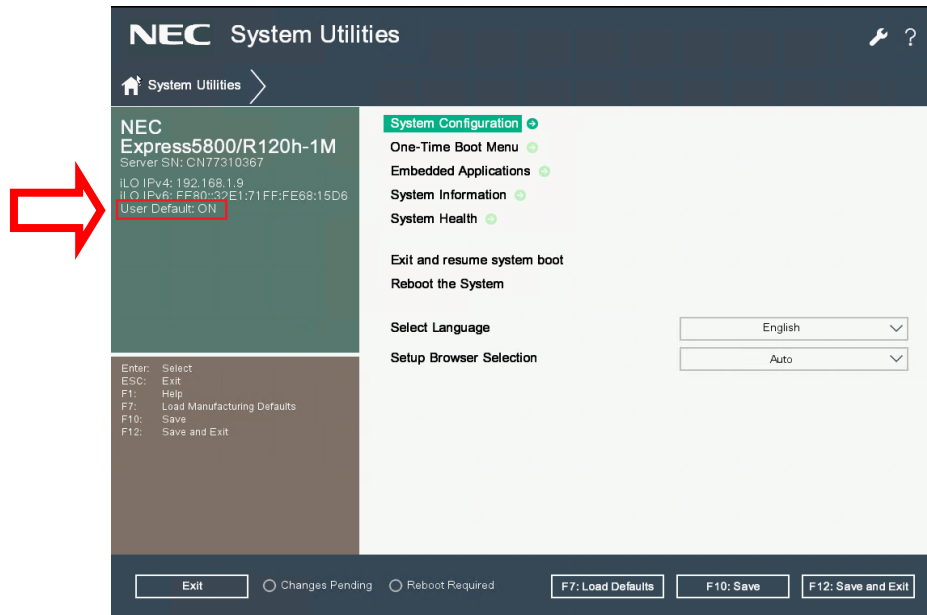 NEC System Utilities
?
System Utilities
NEC
Express5800/R120h-1M
Server SN: CN77310367
iLO IPv4: 192.168.1.9
iLO IPv6: FE80::32E1:71FF:FE68:15D6
User Default: ON
System Configuration
One-Time Boot Menu
Embedded Applications
System Information
System Health
Exit and resume system boot
Reboot the System
Select Language English
Setup Browser Selection Auto
Enter: Select
ESC: Exit
F1: Help
F7: Load Manufacturing Defaults
F10: Save
F12: Save and Exit
Exit Changes Pending Reboot Required F7: Load Defaults F10: Save F12: Save and Exit